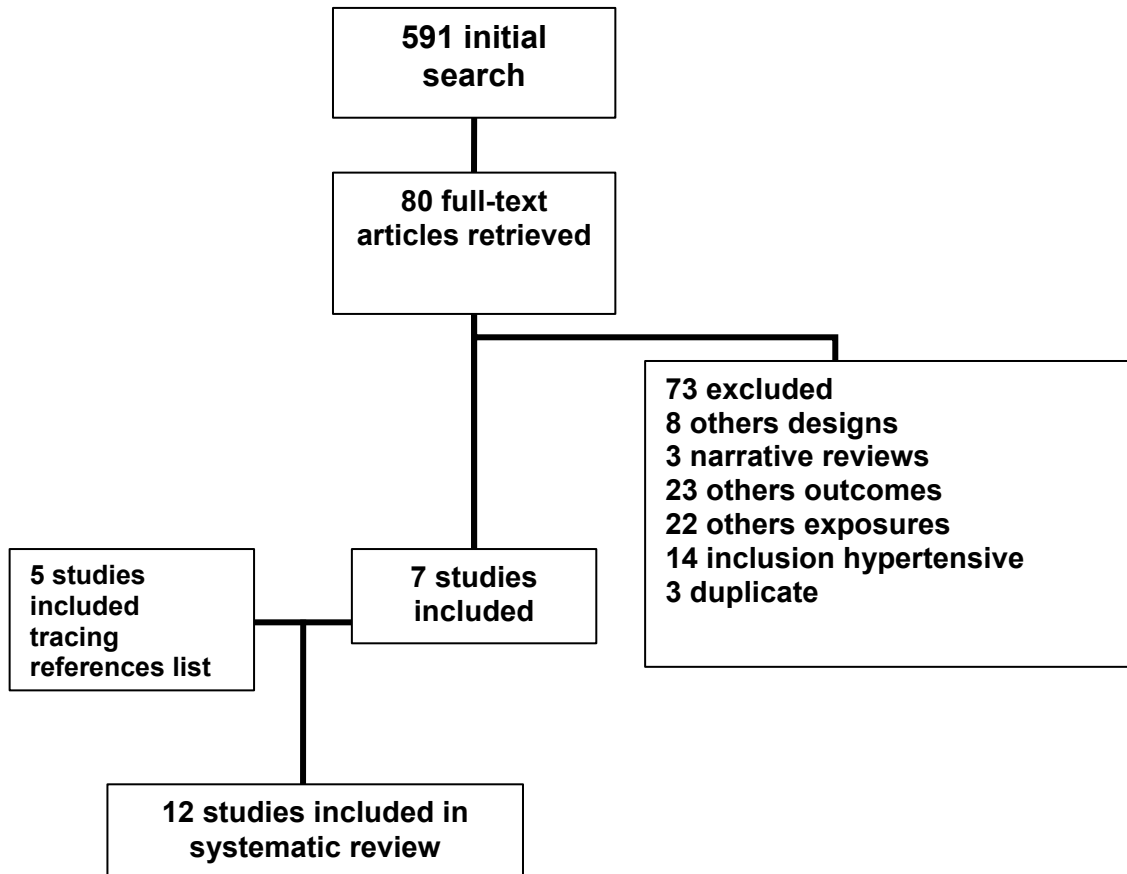 591 initial
search
80 full-text
articles retrieved
73 excluded
8 others designs
3 narrative reviews
23 others outcomes
22 others exposures
14 inclusion hypertensive
3 duplicate
5 studies
included
tracing
references list
7 studies
included
12 studies included in
systematic review